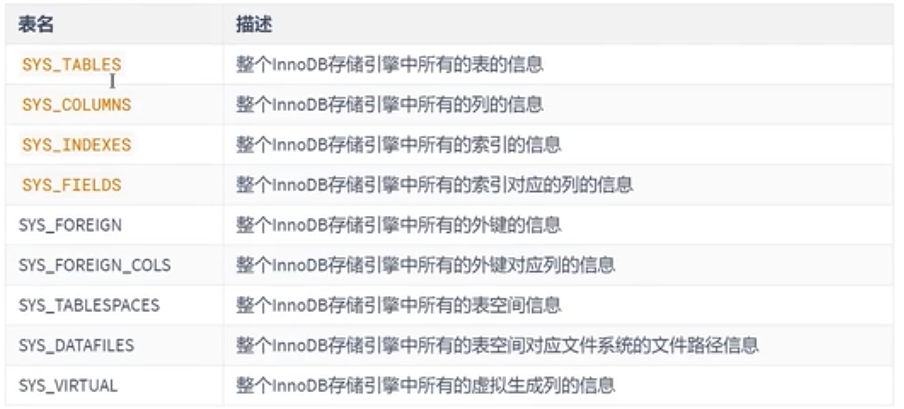 表名 描述
SYS_TABLES 整个InnoDB存储引擎中所有的表的信息
SYS_COLUMNS 整个InnoDB存储引擎中所有的列的信息
SYS_INDEXES 整个InnoDB存储引擎中所有的索引的信息
SYS_FIELDS 整个InnoDB存储引擎中所有的索引对应的列的信息
SYS_FOREIGN 整个InnoDB存储引擎中所有的外键的信息
SYS_FOREIGN_COLS 整个InnoDB存储引擎中所有的外键对应列的信息
SYS_TABLESPACES 整个InnoDB存储引擎中所有的表空间信息
SYS_DATAFILES 整个InnoDB存储引擎中所有的表空间对应文件系统的文件路径信息
SYS_VIRTUAL 整个InnoDB存储引擎中所有的虚拟生成列的信息